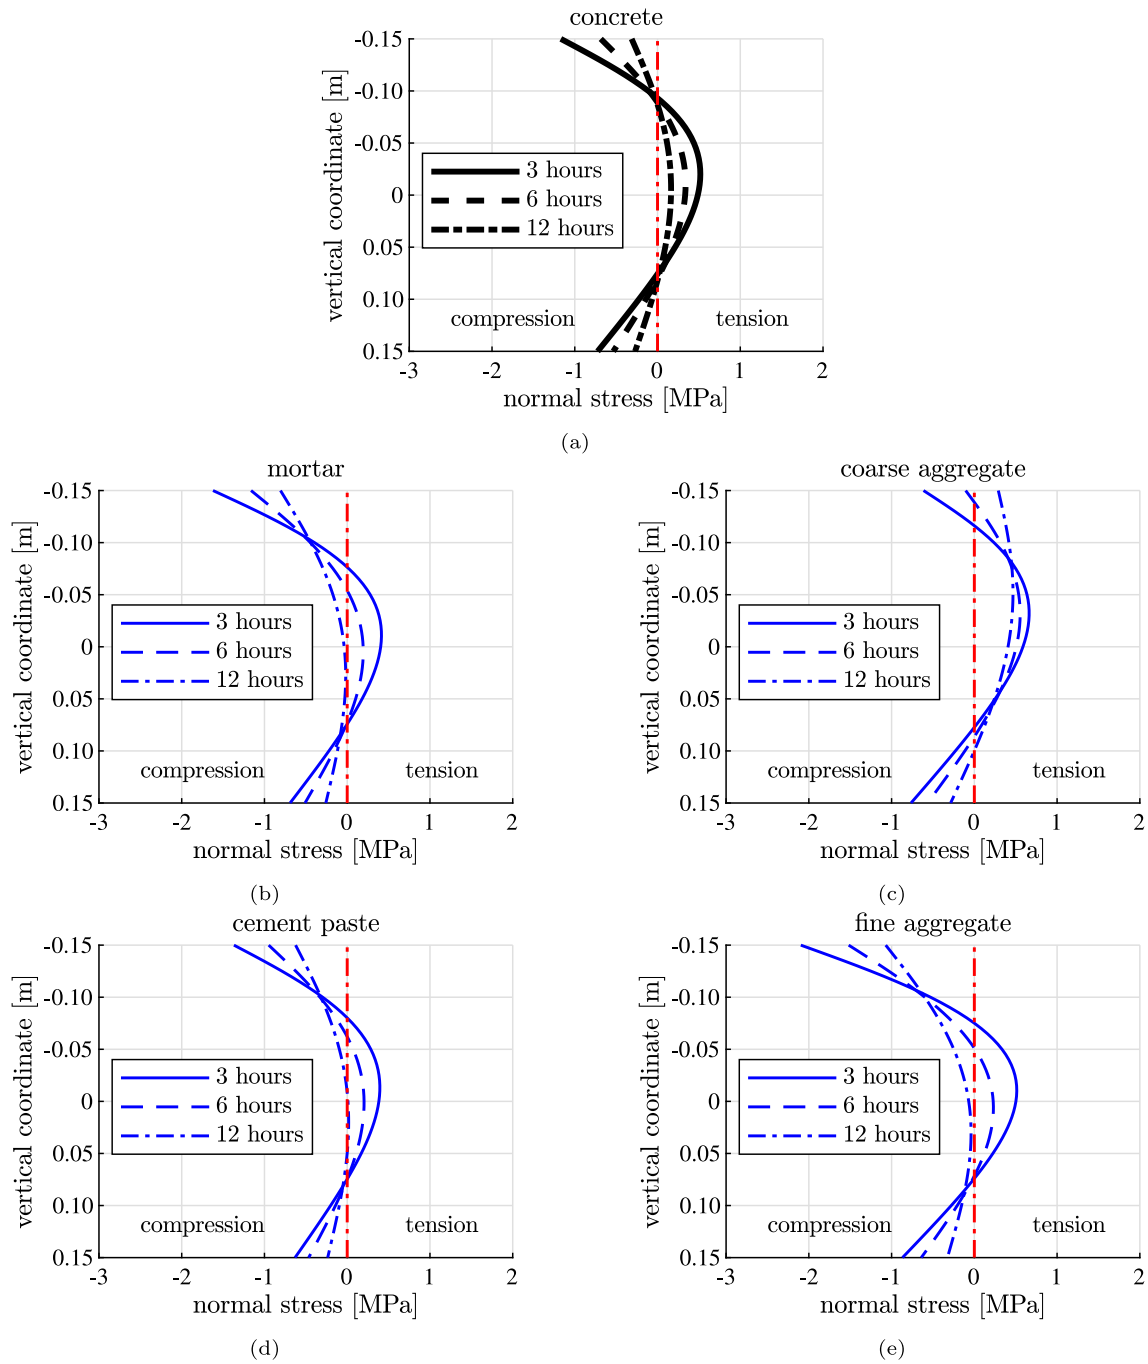 concrete
-0.15
-0.10
-0.05
0
0.05
0.10
0.15
vertical coordinate [m]
3 hours
6 hours
12 hours
compression
tension
-3
-2
-1
0
1
2
normal stress [MPa]
(a)
mortar
-0.15
-0.10
-0.05
0
0.05
0.10
0.15
vertical coordinate [m]
3 hours
6 hours
12 hours
compression
tension
-3
-2
-1
0
1
2
normal stress [MPa]
(b)
coarse aggregate
-0.15
-0.10
-0.05
0
0.05
0.10
0.15
vertical coordinate [m]
3 hours
6 hours
12 hours
compression
tension
-3
-2
-1
0
1
2
normal stress [MPa]
(c)
cement paste
-0.15
-0.10
-0.05
0
0.05
0.10
0.15
vertical coordinate [m]
3 hours
6 hours
12 hours
compression
tension
-3
-2
-1
0
1
2
normal stress [MPa]
(d)
fine aggregate
-0.15
-0.10
-0.05
0
0.05
0.10
0.15
vertical coordinate [m]
3 hours
6 hours
12 hours
compression
tension
-3
-2
-1
0
1
2
normal stress [MPa]
(e)